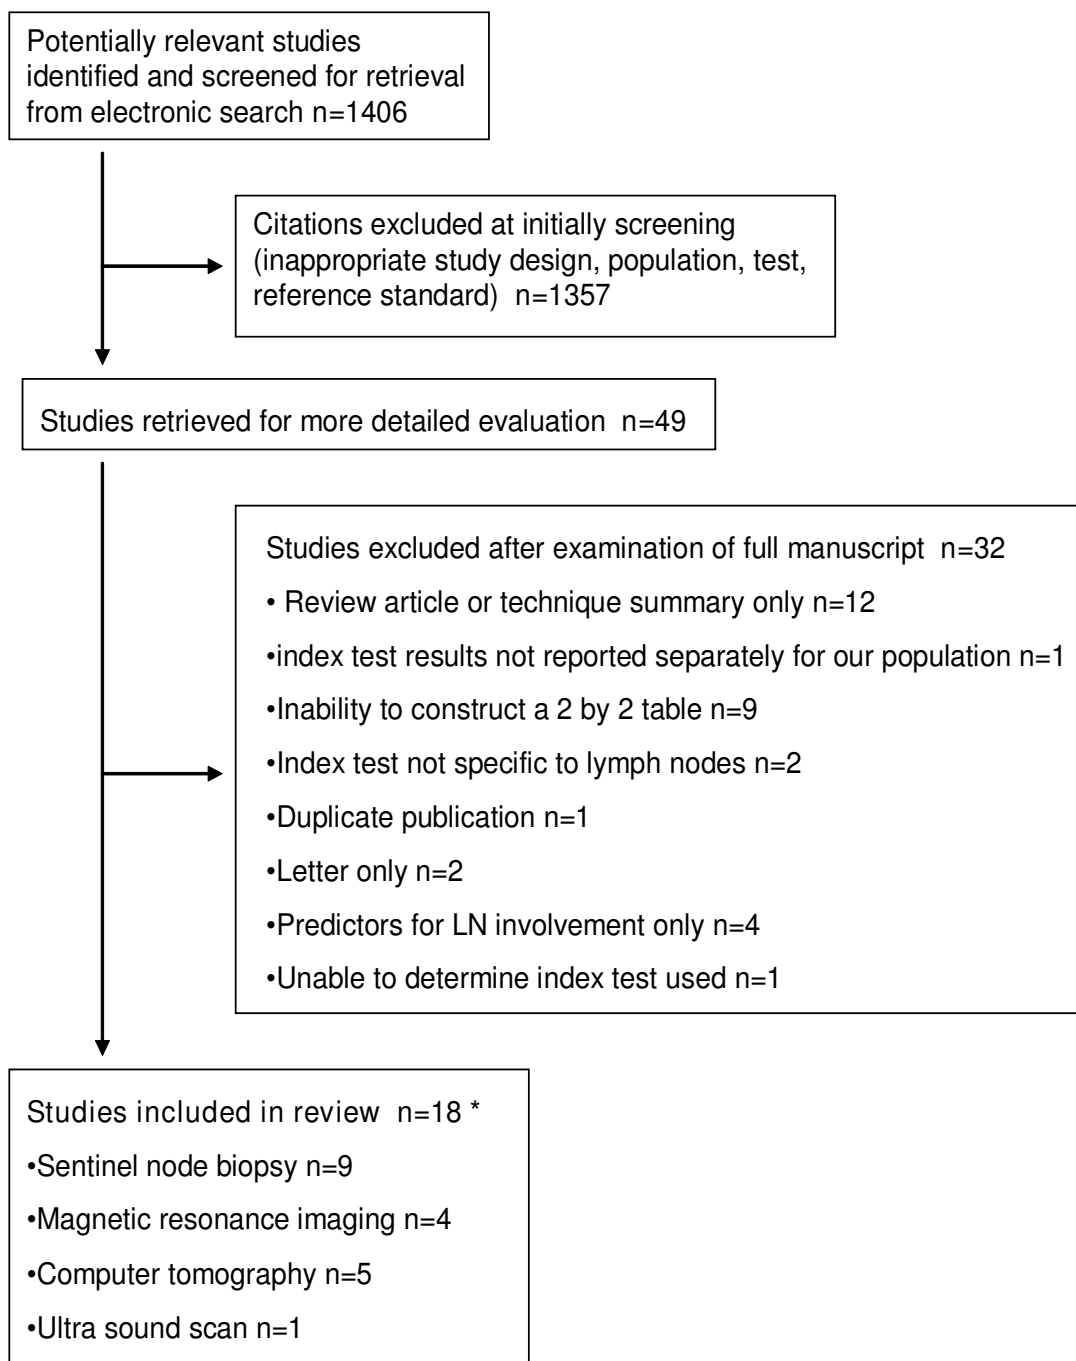 Potentially relevant studies
identified and screened for retrieval
from electronic search n=1406
Citations excluded at initially screening
(inappropriate study design, population, test,
reference standard) n=1357
Studies retrieved for more detailed evaluation n=49
Studies excluded after examination of full manuscript n=32
• Review article or technique summary only n=12
•index test results not reported separately for our population n=1
•Inability to construct a 2 by 2 table n=9
•Index test not specific to lymph nodes n=2
•Duplicate publication n=1
•Letter only n=2
•Predictors for LN involvement only n=4
•Unable to determine index test used n=1
Studies included in review n=18 *
•Sentinel node biopsy n=9
•Magnetic resonance imaging n=4
•Computer tomography n=5
•Ultra sound scan n=1